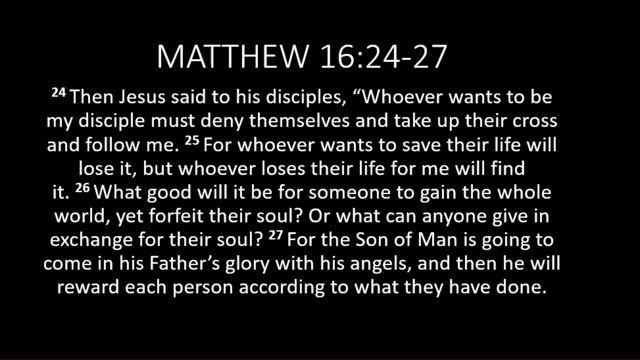 MATTHEW 16:24-27
24 Then Jesus said to his disciples, “Whoever wants to be
my disciple must deny themselves and take up their cross
and follow me. 25 For whoever wants to save their life will
lose it, but whoever loses their life for me will find
it. 26 What good will it be for someone to gain the whole
world, yet forfeit their soul? Or what can anyone give in
exchange for their soul? 27 For the Son of Man is going to
come in his Father’s glory with his angels, and then he will
reward each person according to what they have done.